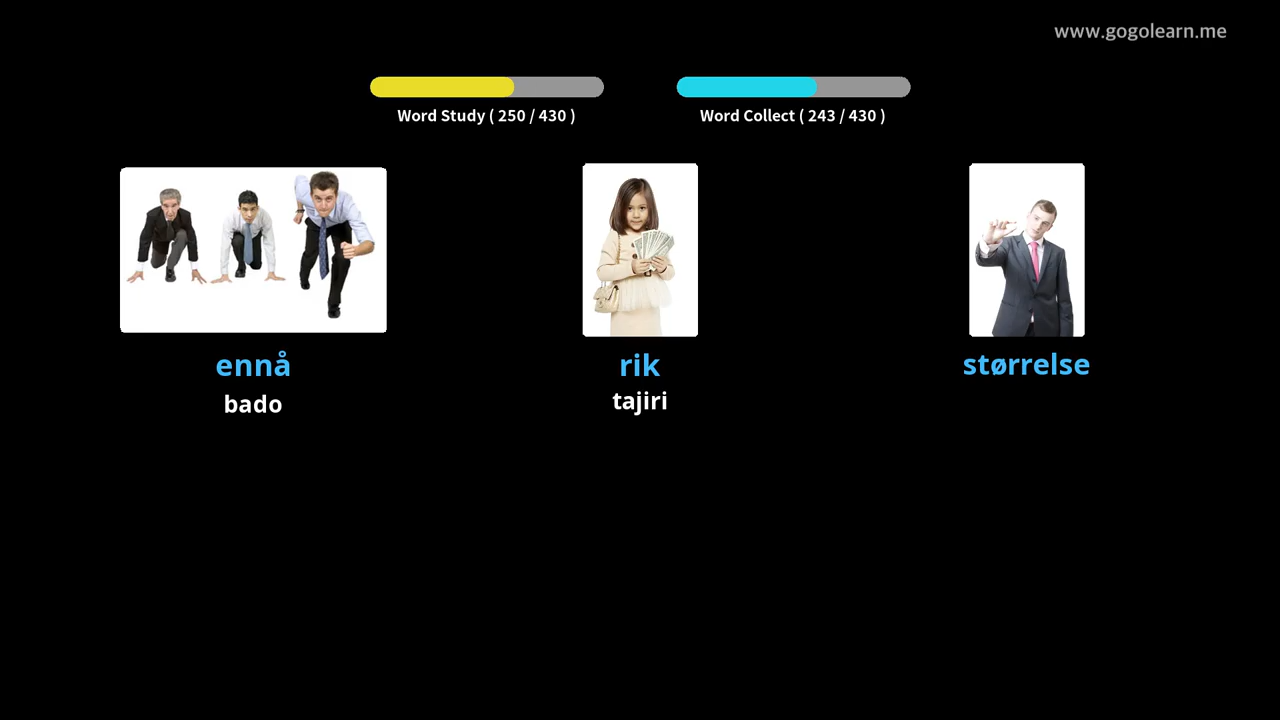 www.gogolearn.me
Word Study ( 250 / 430 )
Word Collect ( 243 / 430 )
ennå
rik
størrelse
bado
tajiri